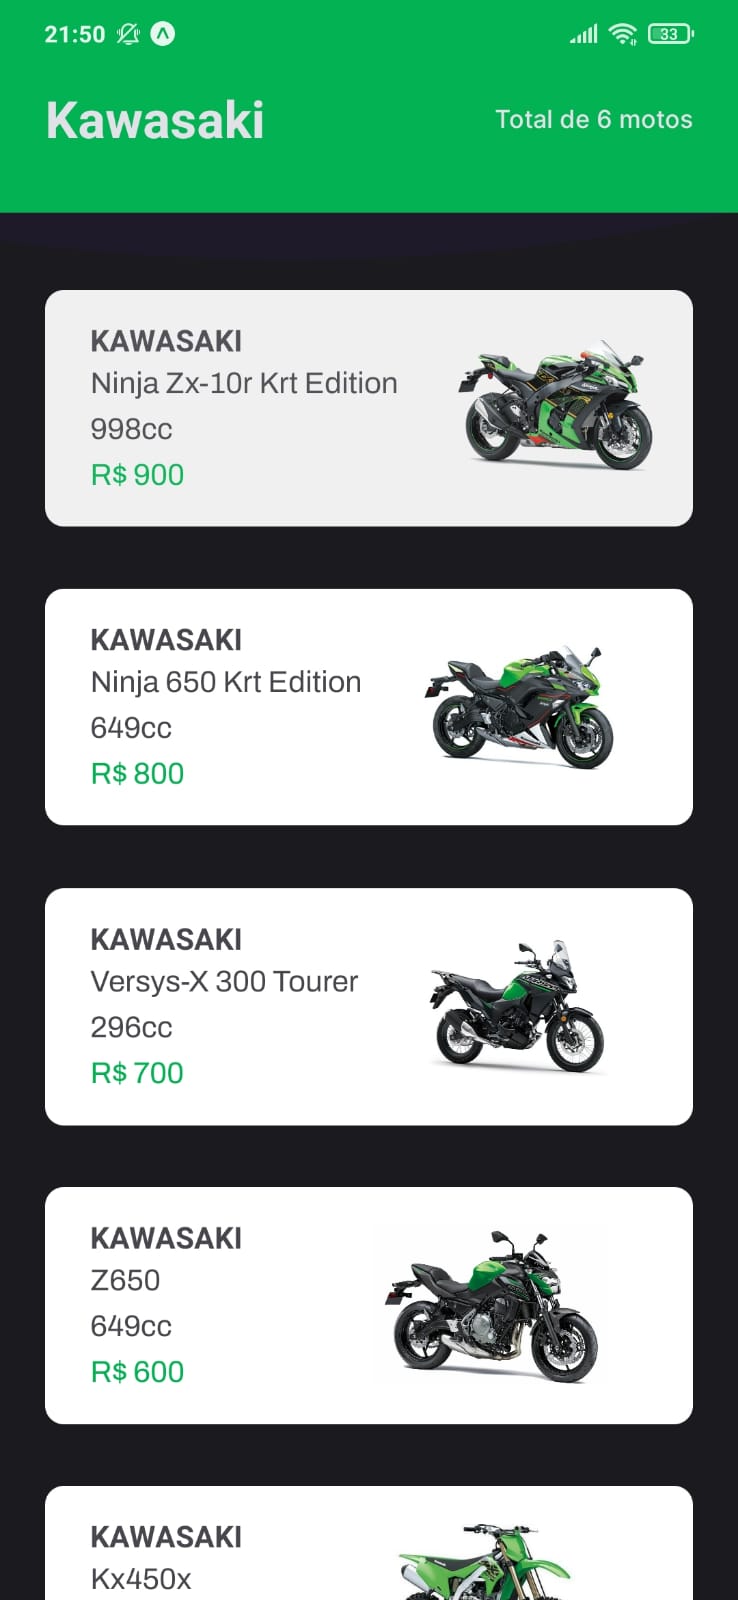 21:50
33
Kawasaki
Total de 6 motos
KAWASAKI
Ninja Zx-10r Krt Edition
998cc
R$ 900
KAWASAKI
Ninja 650 Krt Edition
649cc
R$ 800
KAWASAKI
Versys-X 300 Tourer
296cc
R$ 700
KAWASAKI
Z650
649cc
R$ 600
KAWASAKI
Kx450x